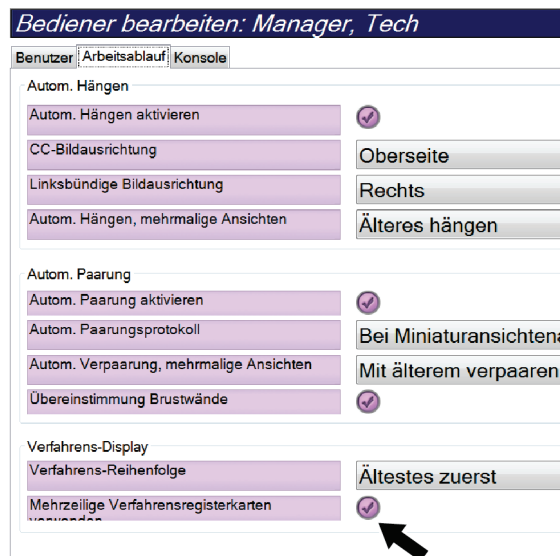 Bediener bearbeiten: Manager, Tech
Benutzer Arbeitsablauf Konsole
Autom. Hängen
Autom. Hängen aktivieren
CC-Bildausrichtung Oberseite
Linksbündige Bildausrichtung Rechts
Autom. Hängen, mehrmalige Ansichten Älteres hängen
Autom. Paarung
Autom. Paarung aktivieren
Autom. Paarungsprotokoll Bei Miniaturansichtena
Autom. Verpaarung, mehrmalige Ansichten Mit älterem verpaaren
Übereinstimmung Brustwände
Verfahrens-Display
Verfahrens-Reihenfolge Ältestes zuerst
Mehrzeilige Verfahrensregisterkarten
verwenden